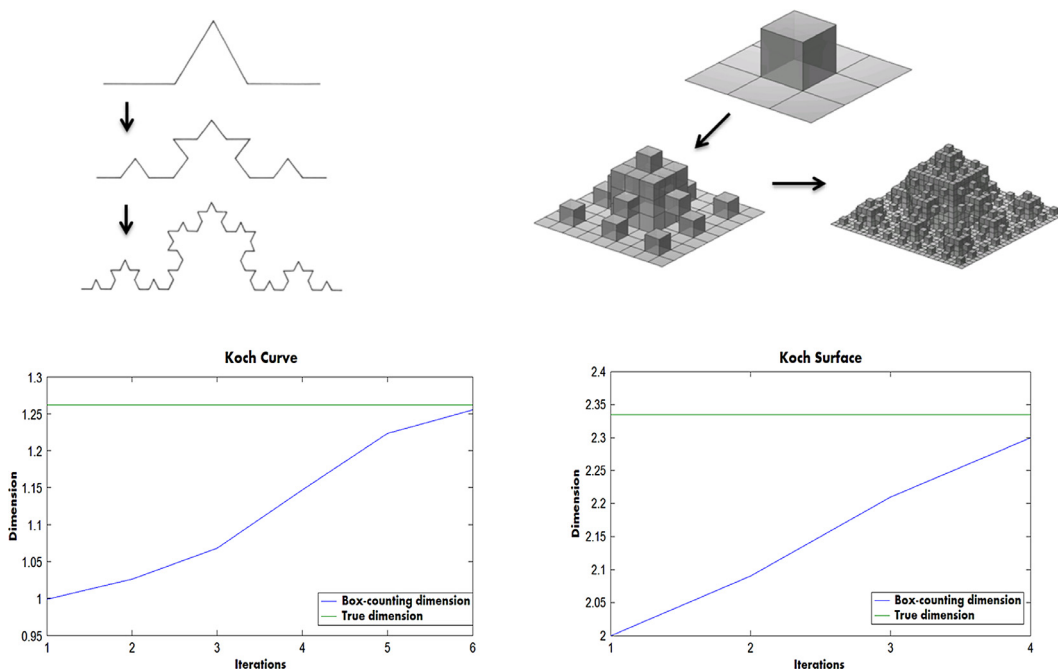 Koch Curve
1.3
1.25
1.2
1.15
1.1
1.05
1
0.95
Dimension
1 2 3 4 5 6
Iterations
Box-counting dimension
True dimension
Koch Surface
2.4
2.35
2.3
2.25
2.2
2.15
2.1
2.05
2
Dimension
1 2 3 4
Iterations
Box-counting dimension
True dimension